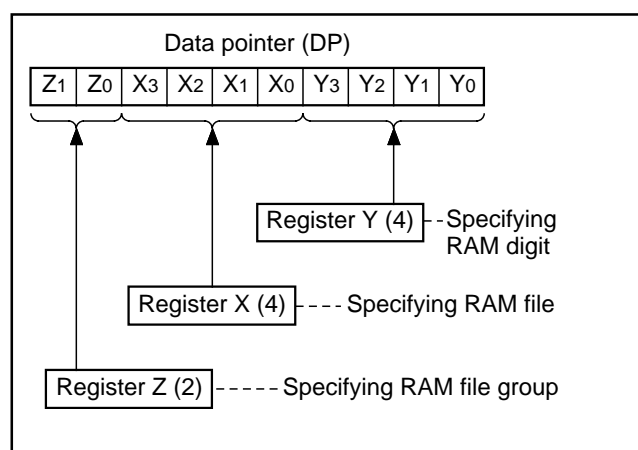 Data pointer (DP)
Z1 Z0 X3 X2 X1 X0 Y3 Y2 Y1 Y0
Register Y (4) Specifying
RAM digit
Register X (4) Specifying RAM file
Register Z (2) Specifying RAM file group